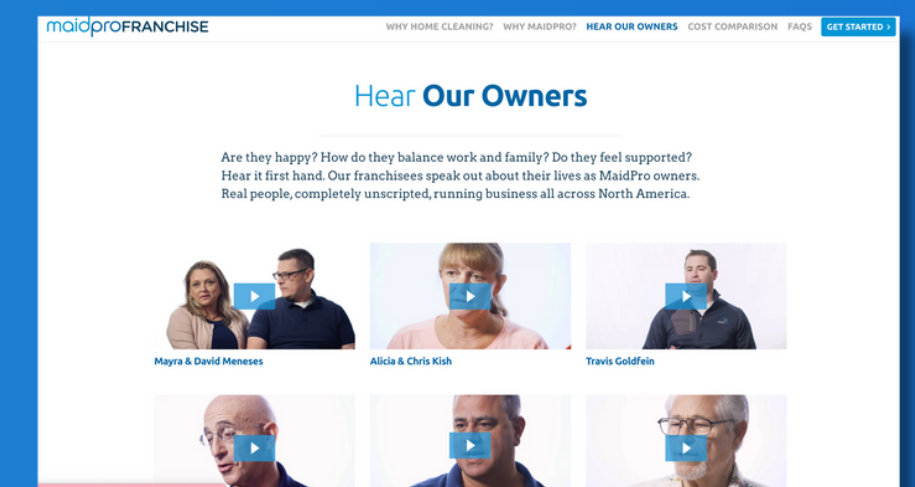 maidproFRANCHISE
WHY HOME CLEANING? WHY MAIDPRO? HEAR OUR OWNERS COST COMPARISON FAQS GET STARTED >
Hear Our Owners
Are they happy? How do they balance work and family? Do they feel supported?
Hear it first hand. Our franchisees speak out about their lives as MaidPro owners.
Real people, completely unscripted, running business all across North America.
Mayra & David Meneses
Alicia & Chris Kish
Travis Goldfein